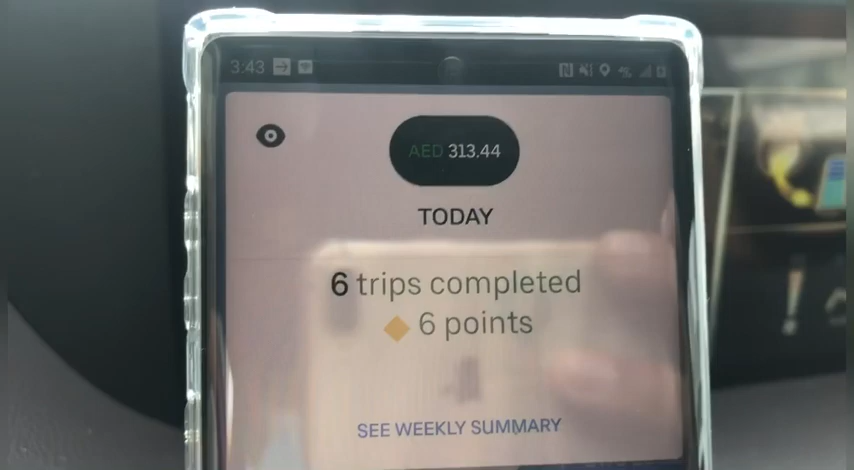 3:43
AED 313.44
TODAY
6 trips completed
6 points
SEE WEEKLY SUMMARY